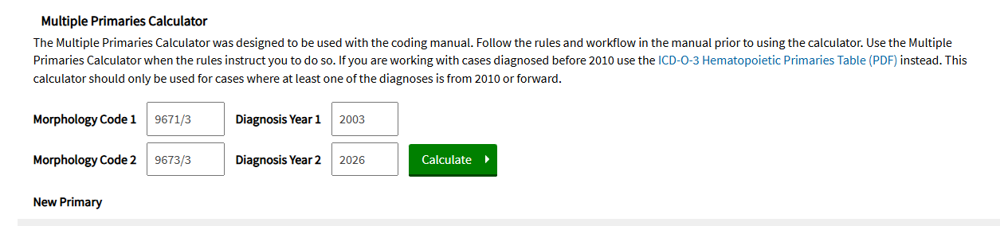 Multiple Primaries Calculator
The Multiple Primaries Calculator was designed to be used with the coding manual. Follow the rules and workflow in the manual prior to using the calculator. Use the Multiple
Primaries Calculator when the rules instruct you to do so. If you are working with cases diagnosed before 2010 use the ICD-O-3 Hematopoietic Primaries Table (PDF) instead. This
calculator should only be used for cases where at least one of the diagnoses is from 2010 or forward.
Morphology Code 1 9671/3 Diagnosis Year 1 2003
Morphology Code 2 9673/3 Diagnosis Year 2 2026 Calculate
New Primary